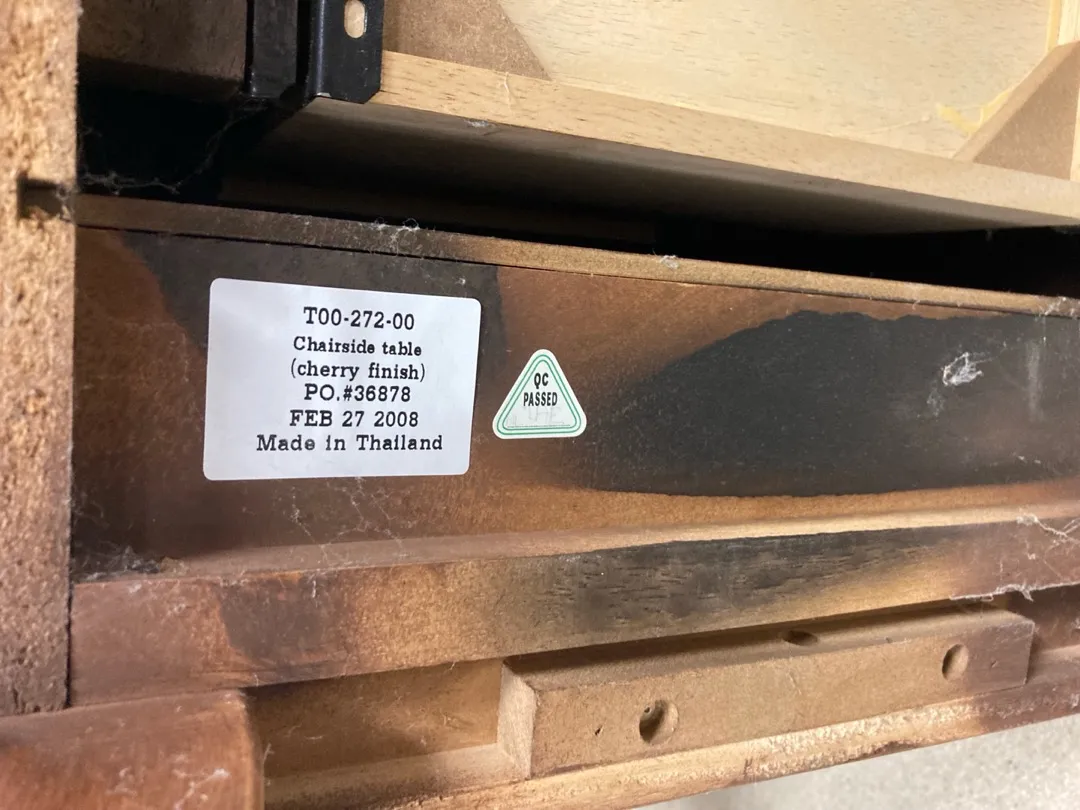 T00-272-00
Chairside table
(cherry finish)
PO.#36878
FEB 27 2008
Made in Thailand
QC
PASSED